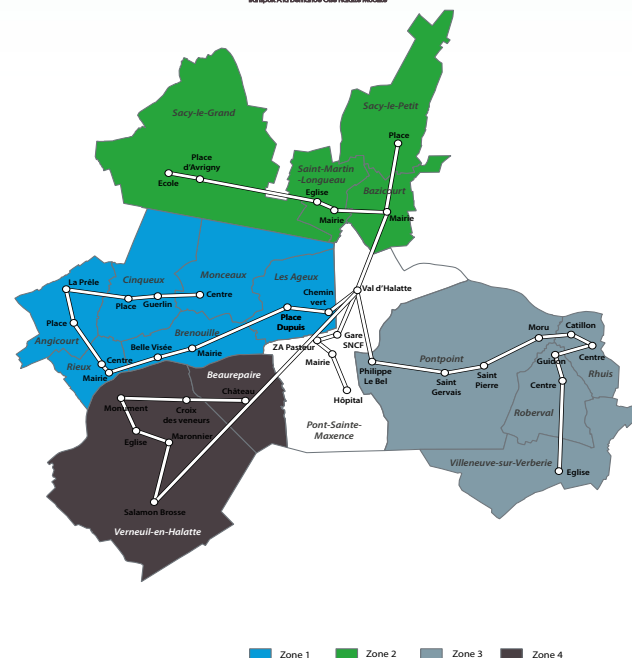 Sacy-le-Petit
Sacy-le-Grand
Place
Place
d'Avrigny
Ecole
Saint-Martin
-Longueau
Bazicourt
Eglise
Mairie
Mairie
Cinqueux
Monceaux
Les Ageux
La Prêle
Centre
Place
Guerlin
Chemin
vert
Val d'Halatte
Place
Place
Dupuis
Angicourt
Brenouille
Rieux
Centre
Mairie
Belle Visée
Mairie
Gare
SNCF
ZA Pasteur
Mairie
Philippe
Le Bel
Hôpital
Pont-Sainte-
Maxence
Pontpoint
Saint
Gervais
Saint
Pierre
Moru
Catillon
Centre
Guidon
Rhuis
Centre
Roberval
Villeneuve-sur-Verberie
Eglise
Beaurepaire
Château
Monument
Croix
des veneurs
Eglise
Maronnier
Salamon Brosse
Verneuil-en-Halatte
Zone 1
Zone 2
Zone 3
Zone 4